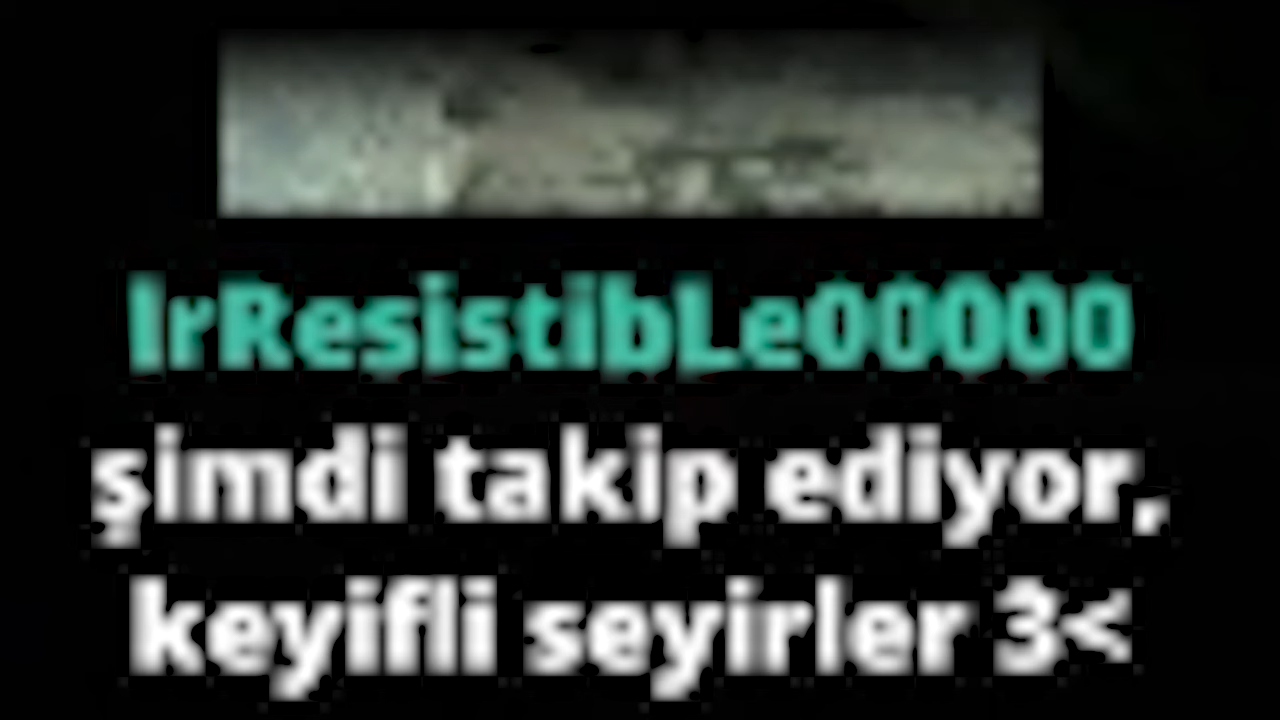 IrResistibLe00000
şimdi takip ediyor,
keyifli seyirler 3<